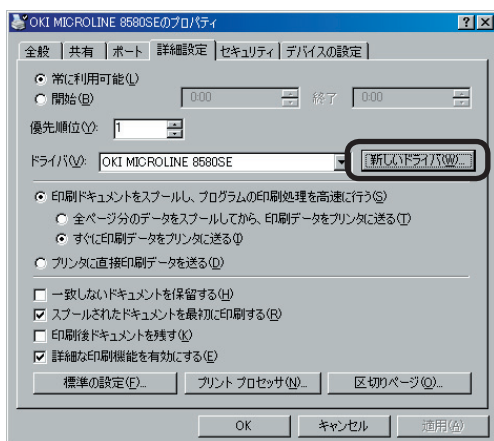 OKI MICROLINE 8580SEのプロパティ
全般 共有 ポート 詳細設定 セキュリティ デバイスの設定
常に利用可能(L)
開始(B) 0:00 終了 0:00
優先順位(Y): 1
ドライバ(V): OKI MICROLINE 8580SE 新しいドライバ(W)...
印刷ドキュメントをスプールし、プログラムの印刷処理を高速に行う(S)
全ページ分のデータをスプールしてから、印刷データをプリンタに送る(T)
すぐに印刷データをプリンタに送る(I)
プリンタに直接印刷データを送る(D)
一致しないドキュメントを保留する(H)
スプールされたドキュメントを最初に印刷する(R)
印刷後ドキュメントを残す(K)
詳細な印刷機能を有効にする(E)
標準の設定(F)... プリント プロセッサ(N)... 区切りページ(O)...
OK キャンセル 適用(A)